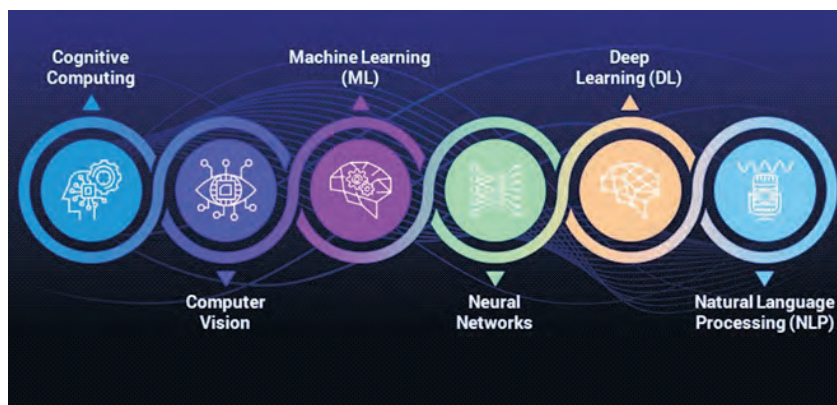 Cognitive
Computing
Machine Learning
(ML)
Deep
Learning (DL)
Computer
Vision
Neural
Networks
Natural Language
Processing (NLP)